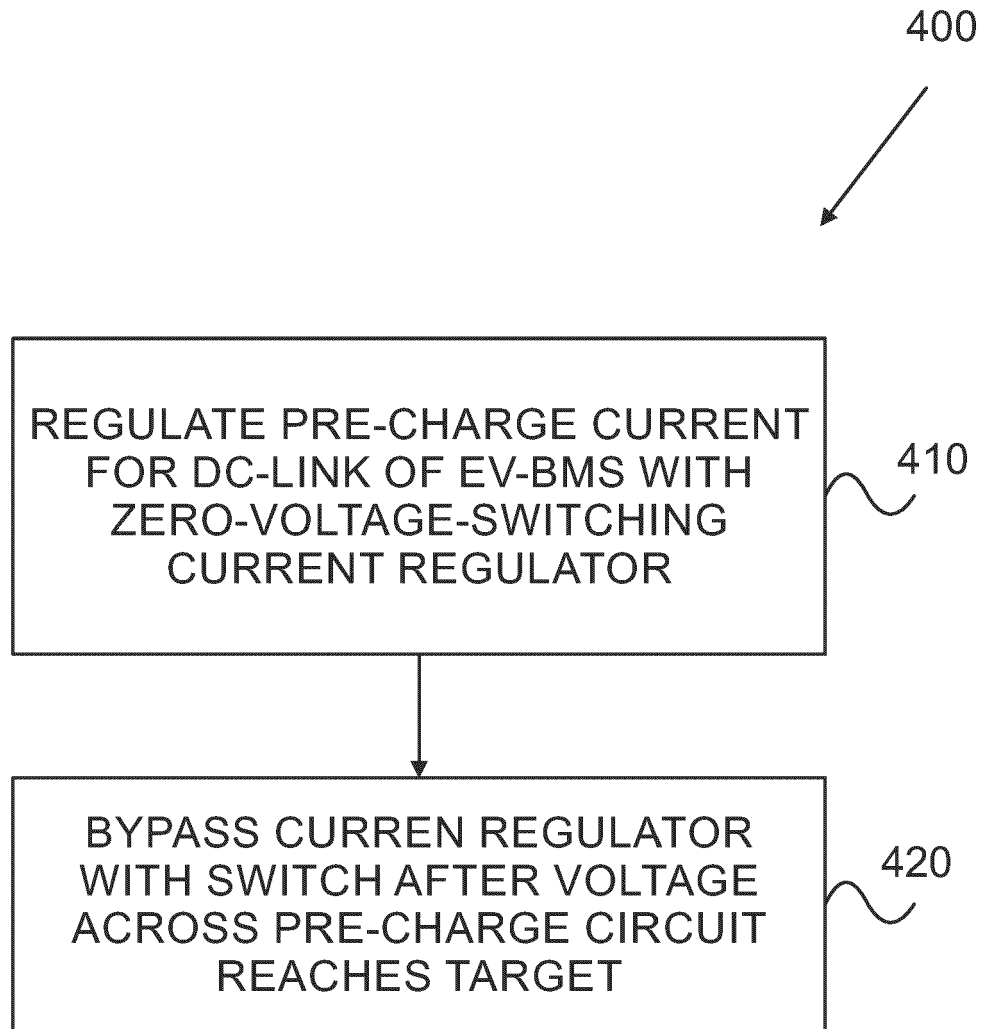 400
REGULATE PRE-CHARGE CURRENT
FOR DC-LINK OF EV-BMS WITH
ZERO-VOLTAGE-SWITCHING
CURRENT REGULATOR
410
BYPASS CURREN REGULATOR
WITH SWITCH AFTER VOLTAGE
ACROSS PRE-CHARGE CIRCUIT
REACHES TARGET
420